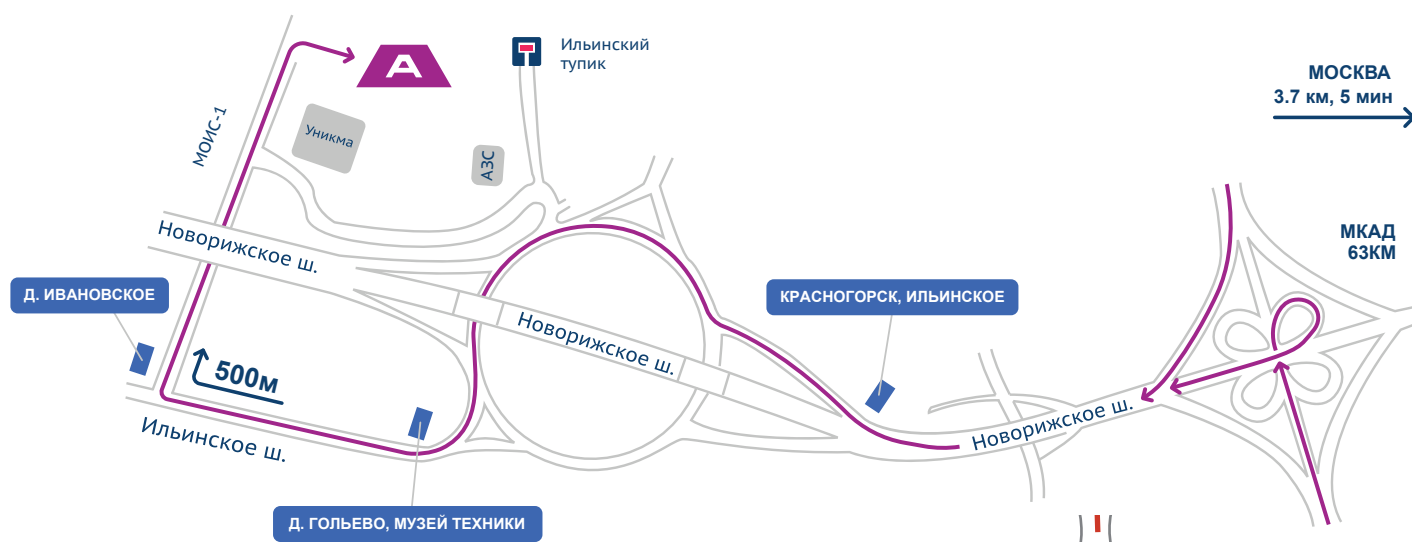 А
Ильинский
тупик
МОСКВА
3.7 км, 5 мин
МОИС-1
Уникма
АЗС
Новорижское ш.
МКАД
63КМ
Д. ИВАНОВСКОЕ
КРАСНОГОРСК, ИЛЬИНСКОЕ
Новорижское ш.
500м
Новорижское ш.
Ильинское ш.
Д. ГОЛЬЕВО, МУЗЕЙ ТЕХНИКИ